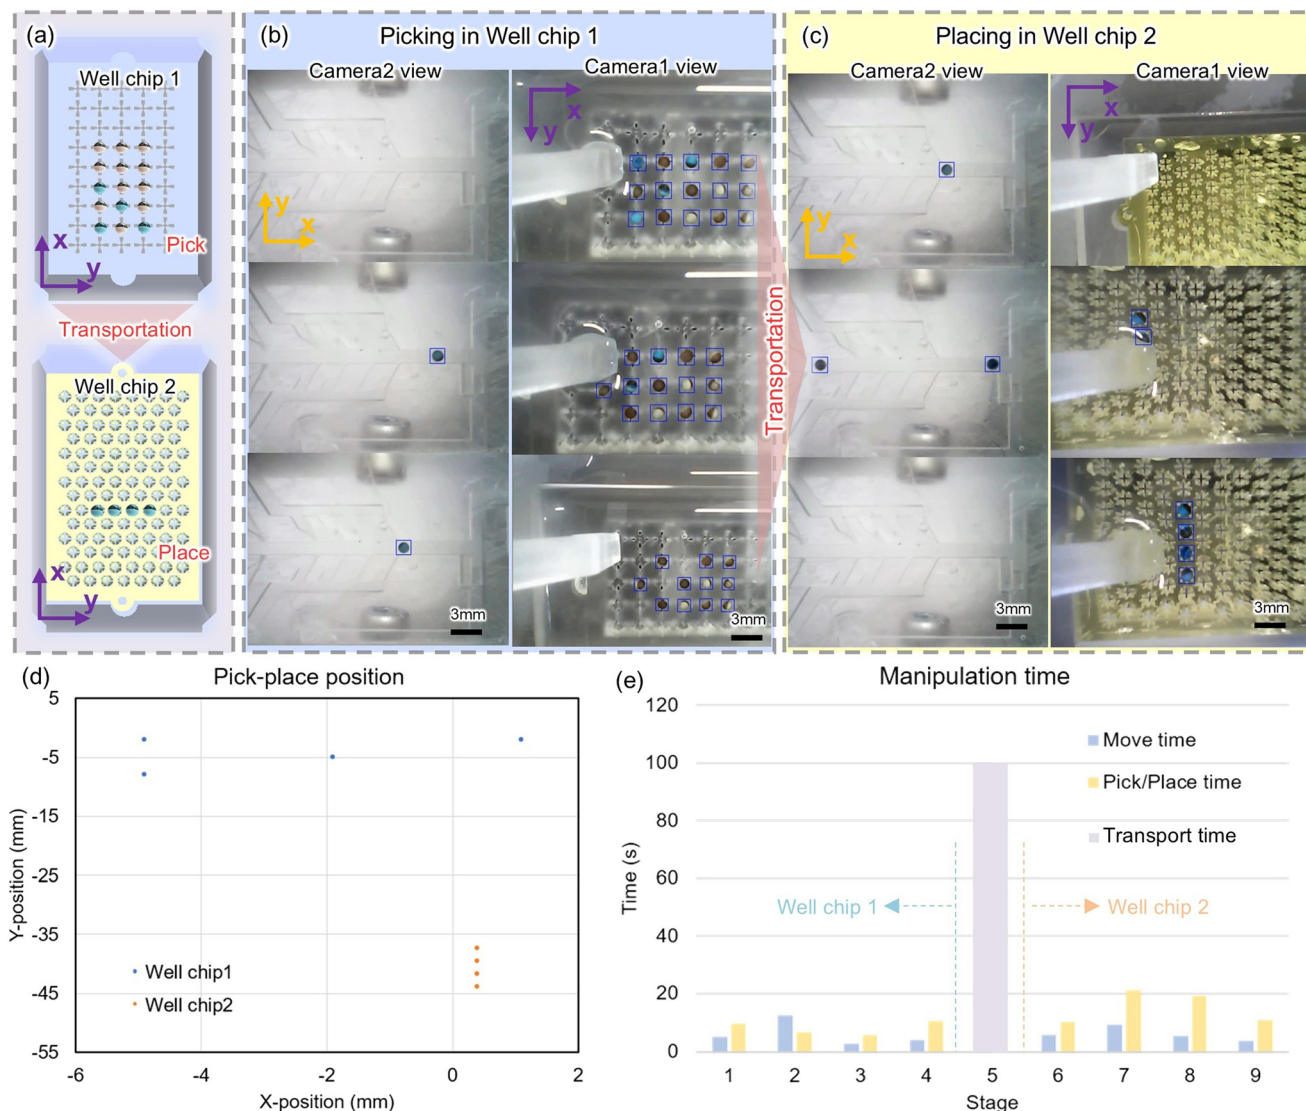 (a)
Well chip 1
x
y
Pick
Transportation
Well chip 2
Place
x
y
(b) Picking in Well chip 1
Camera2 view
Camera1 view
y
x
x
y
3mm
3mm
Transportation
(c) Placing in Well chip 2
Camera2 view
Camera1 view
y
x
x
y
3mm
3mm
(d) Pick-place position
5
-5
-15
-25
-35
-45
-55
Y-position (mm)
Well chip1
Well chip2
-6 -4 -2 0 2
X-position (mm)
(e) Manipulation time
120
100
80
60
40
20
0
Time (s)
Move time
Pick/Place time
Transport time
Well chip 1
Well chip 2
1 2 3 4 5 6 7 8 9
Stage